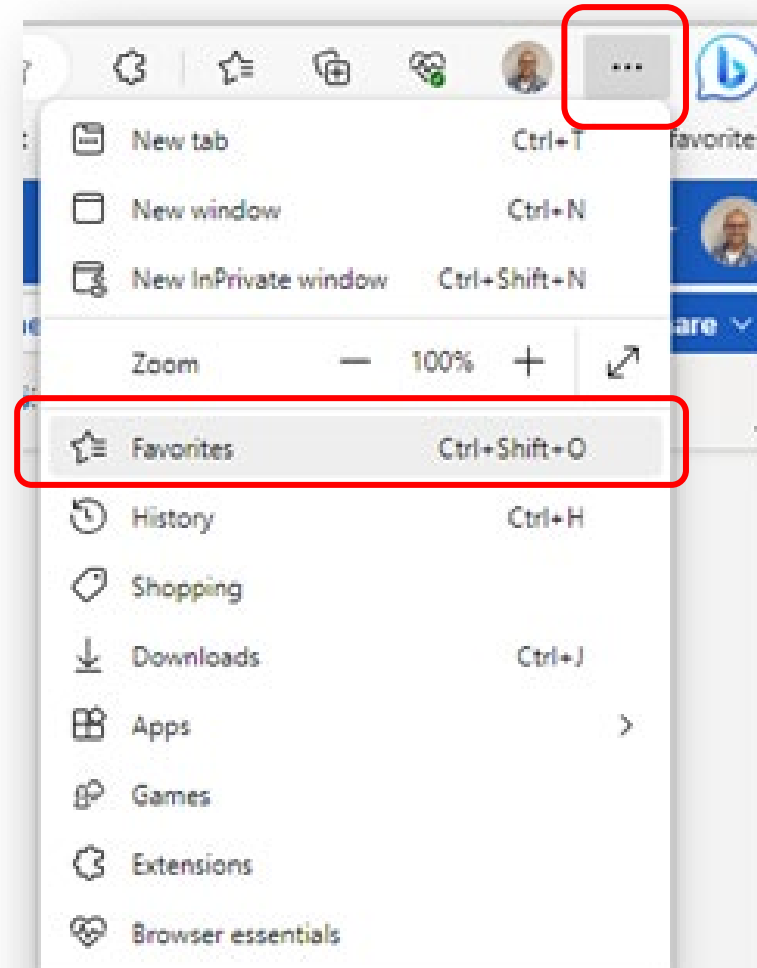 ...
favorite
New tab Ctrl+T
New window Ctrl+N
New InPrivate window Ctrl+Shift+N
are
Zoom 100%
Favorites Ctrl+Shift+O
History Ctrl+H
Shopping
Downloads Ctrl+J
Apps
Games
Extensions
Browser essentials